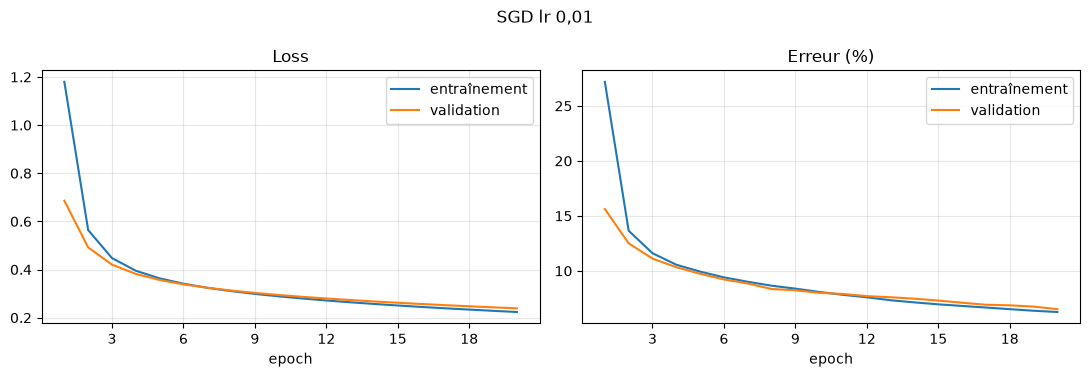 SGD lr 0,01
Loss
1.2
1.0
0.8
0.6
0.4
0.2
3 6 9 12 15 18
epoch
entraînement
validation
Erreur (%)
25
20
15
10
3 6 9 12 15 18
epoch
entraînement
validation